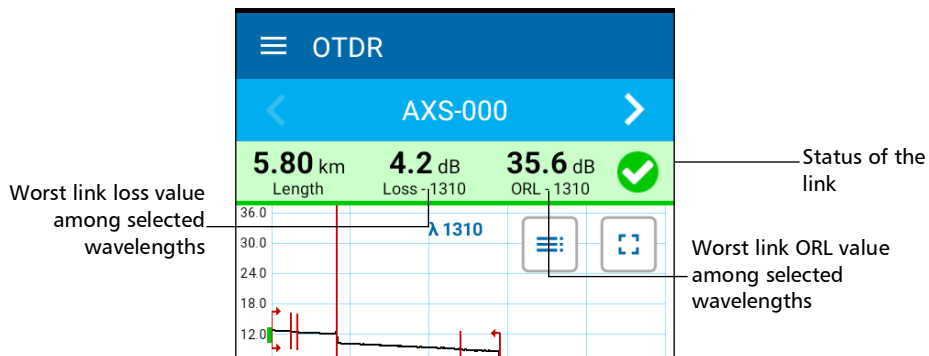 OTDR
AXS-000
5.80 km
Length
4.2 dB
Loss - 1310
35.6 dB
ORL - 1310
Status of the
link
Worst link loss value
among selected
wavelengths
36.0
λ 1310
30.0
24.0
18.0
12.0
Worst link ORL value
among selected
wavelengths